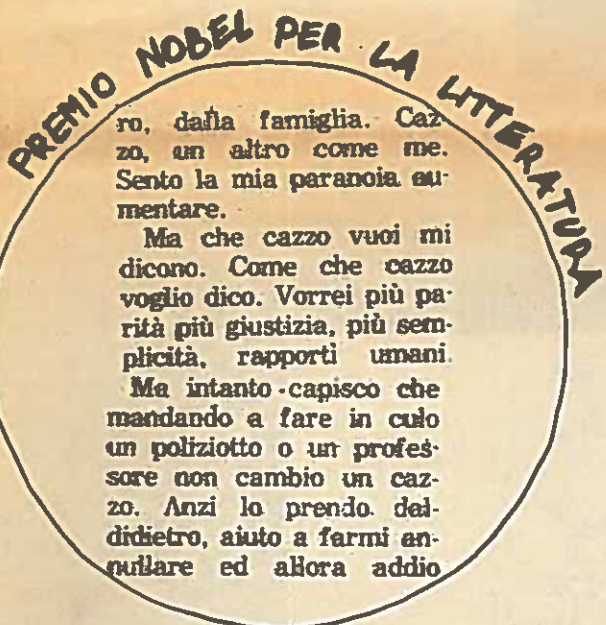 PREMIO NOBEL PER LA LITTERATURA
ro, dalla famiglia. Caz-
zo, un altro come me.
Sento la mia paranoia au-
mentare.
Ma che cazzo vuoi mi
dicono. Come che cazzo
voglio dico. Vorrei più pa-
rità più giustizia, più sem-
plicità, rapporti umani.
Ma intanto capisco che
mandando a fare in culo
un poliziotto o un profes-
sore non cambio un caz-
zo. Anzi lo prendo dal-
didietro, aiuto a farmi an-
nullare ed allora addio